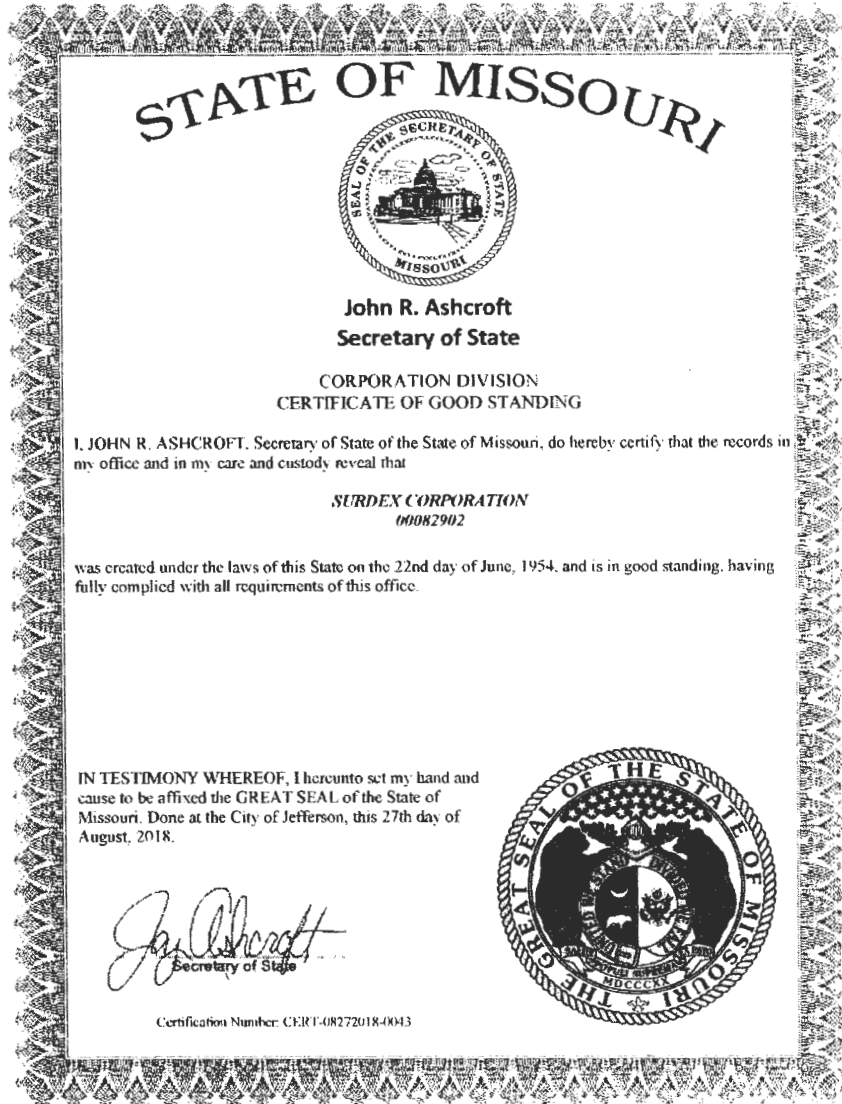 STATE OF MISSOURI
SEAL OF THE SECRETARY OF STATE
MISSOURI
John R. Ashcroft
Secretary of State
CORPORATION DIVISION
CERTIFICATE OF GOOD STANDING
I, JOHN R. ASHCROFT, Secretary of State of the State of Missouri, do hereby certify that the records in
my office and in my care and custody reveal that
SURDEX CORPORATION
00082902
was created under the laws of this State on the 22nd day of June, 1954, and is in good standing, having
fully complied with all requirements of this office.
IN TESTIMONY WHEREOF, I hereunto set my hand and
cause to be affixed the GREAT SEAL of the State of
Missouri. Done at the City of Jefferson, this 27th day of
August, 2018.
THE GREAT SEAL OF THE STATE OF MISSOURI
MDCCCXX
Jay Ashcroft
Secretary of State
Certification Number: CERT-08272018-0043